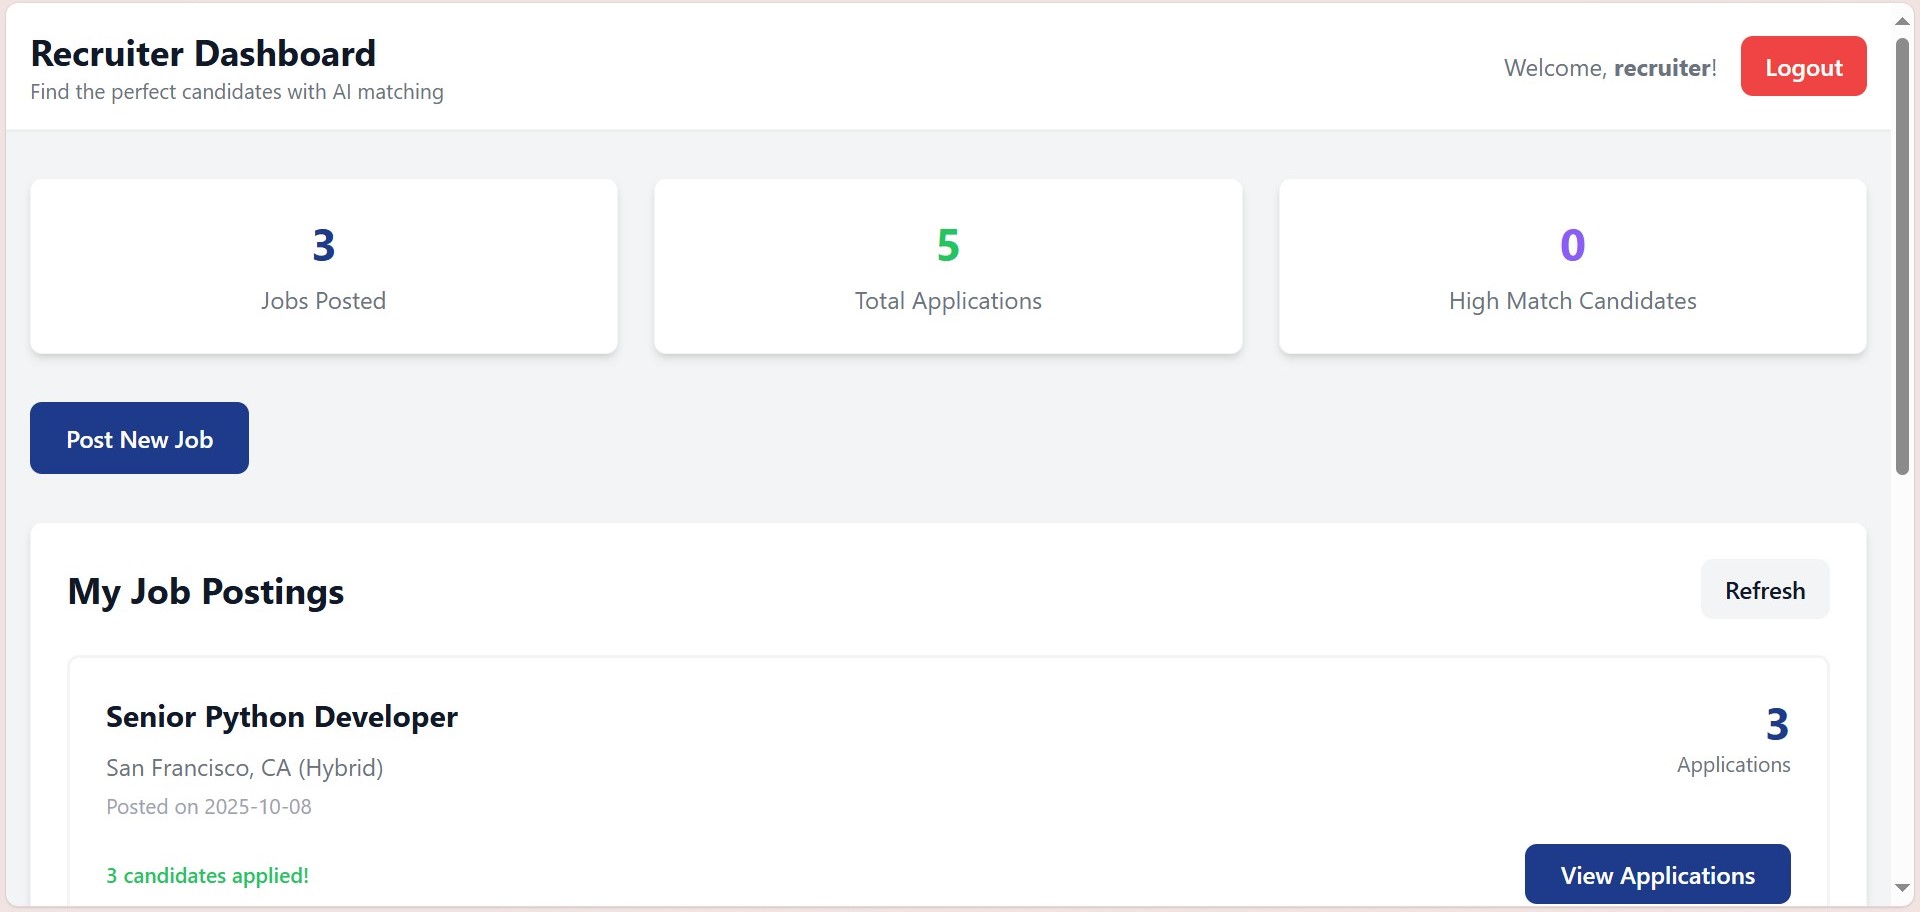 Recruiter Dashboard
Find the perfect candidates with AI matching
Welcome, recruiter!
Logout
3
Jobs Posted
5
Total Applications
0
High Match Candidates
Post New Job
My Job Postings
Refresh
Senior Python Developer
San Francisco, CA (Hybrid)
Posted on 2025-10-08
3
Applications
3 candidates applied!
View Applications